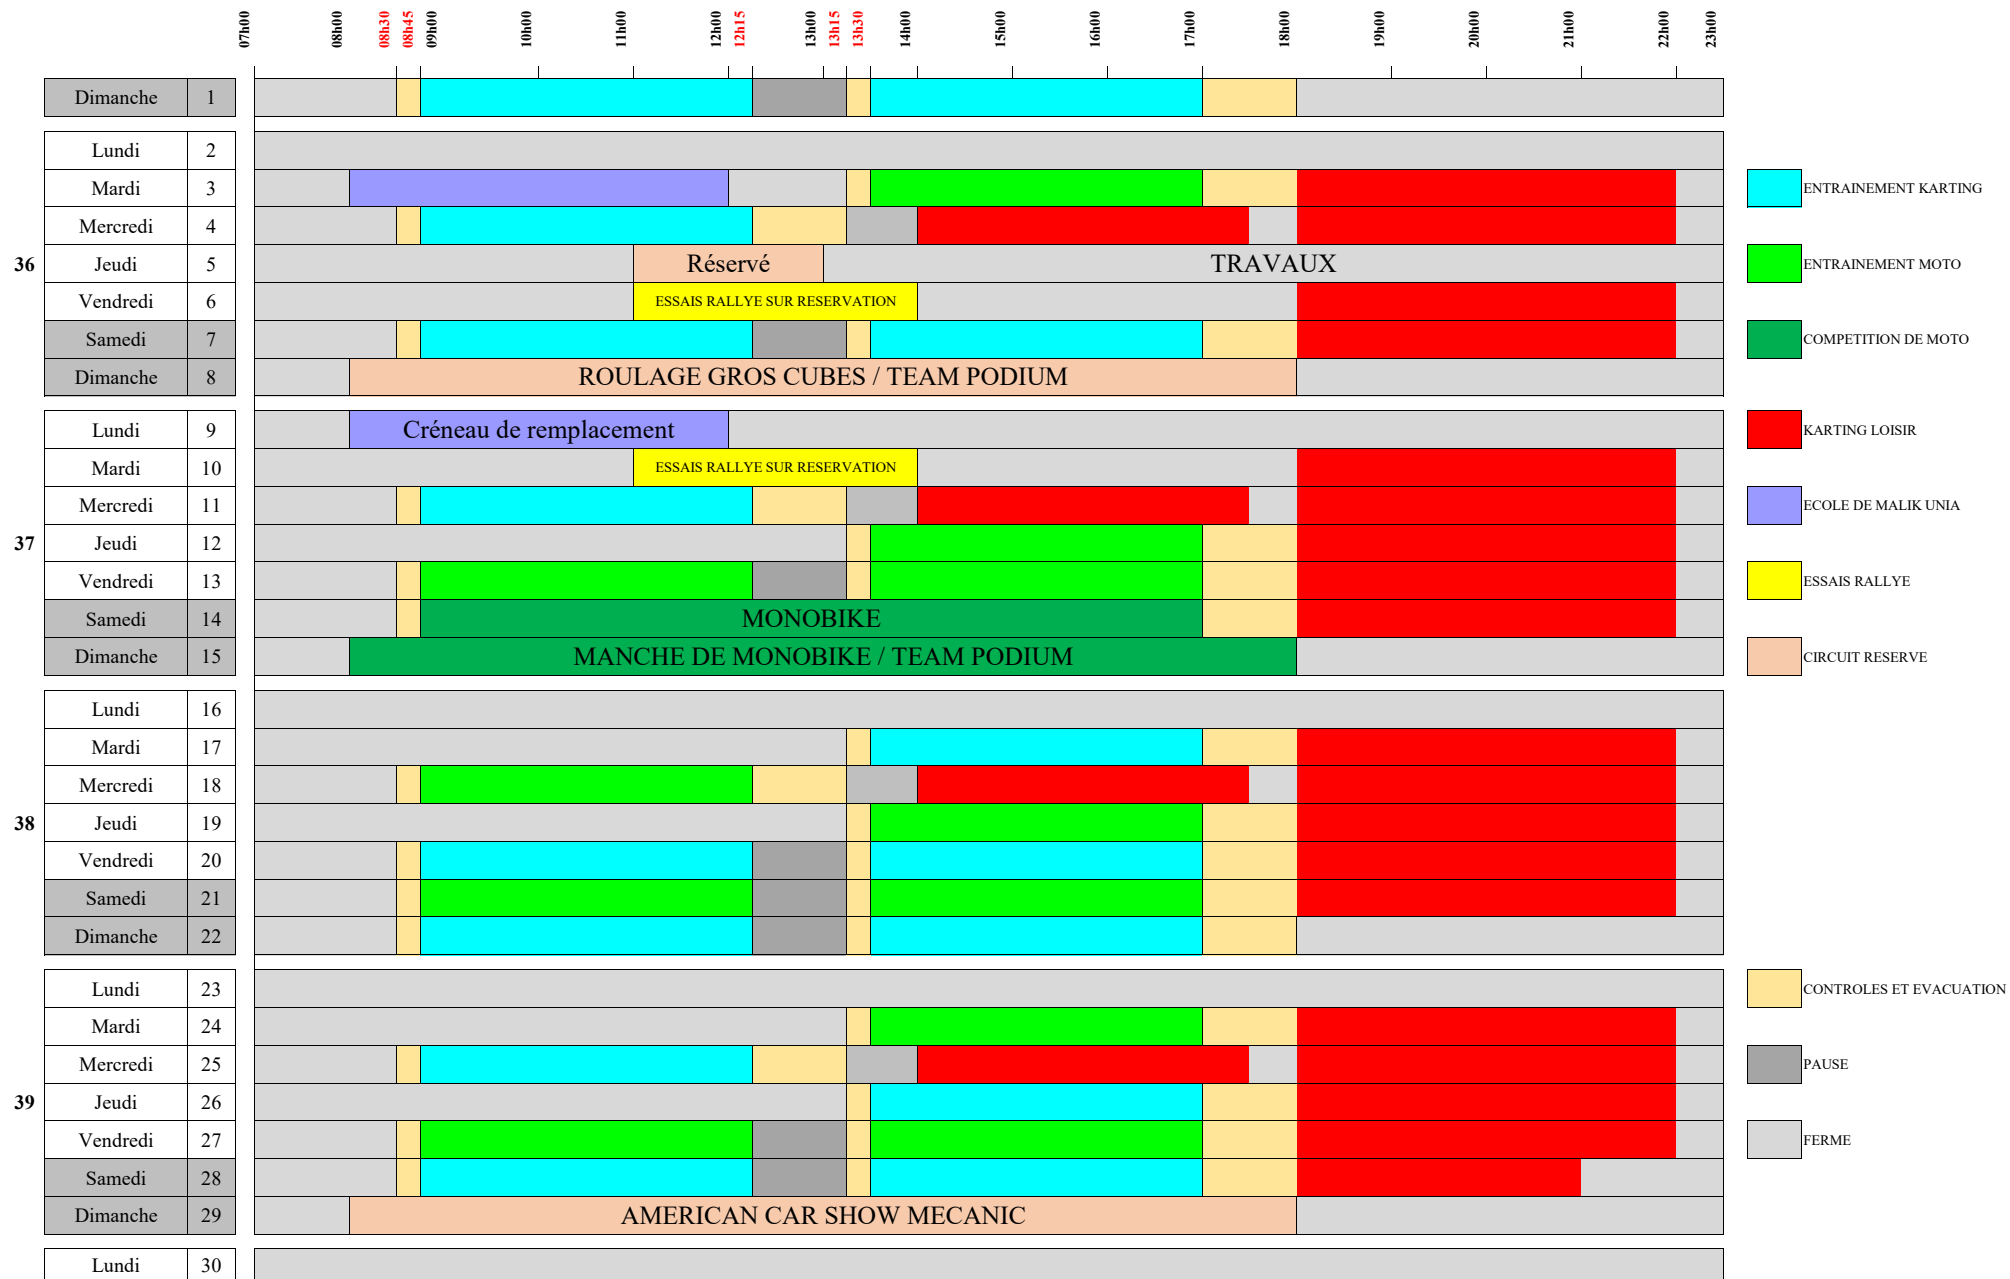 07h00 08h00 08h30 08h45 09h00 10h00 11h00 12h00 12h15 13h00 13h15 13h30 14h00 15h00 16h00 17h00 18h00 19h00 20h00 21h00 22h00 23h00
Dimanche 1
Lundi 2
Mardi 3 ENTRAINEMENT KARTING
Mercredi 4
36 Jeudi 5 Réservé TRAVAUX ENTRAINEMENT MOTO
Vendredi 6 ESSAIS RALLYE SUR RESERVATION
Samedi 7 COMPETITION DE MOTO
Dimanche 8 ROULAGE GROS CUBES / TEAM PODIUM
Lundi 9 Créneau de remplacement KARTING LOISIR
Mardi 10 ESSAIS RALLYE SUR RESERVATION
Mercredi 11 ECOLE DE MALIK UNIA
37 Jeudi 12
Vendredi 13 ESSAIS RALLYE
Samedi 14 MONOBIKE
Dimanche 15 MANCHE DE MONOBIKE / TEAM PODIUM CIRCUIT RESERVE
Lundi 16
Mardi 17
Mercredi 18
38 Jeudi 19
Vendredi 20
Samedi 21
Dimanche 22
Lundi 23 CONTROLES ET EVACUATION
Mardi 24
Mercredi 25 PAUSE
39 Jeudi 26
Vendredi 27 FERME
Samedi 28
Dimanche 29 AMERICAN CAR SHOW MECANIC
Lundi 30